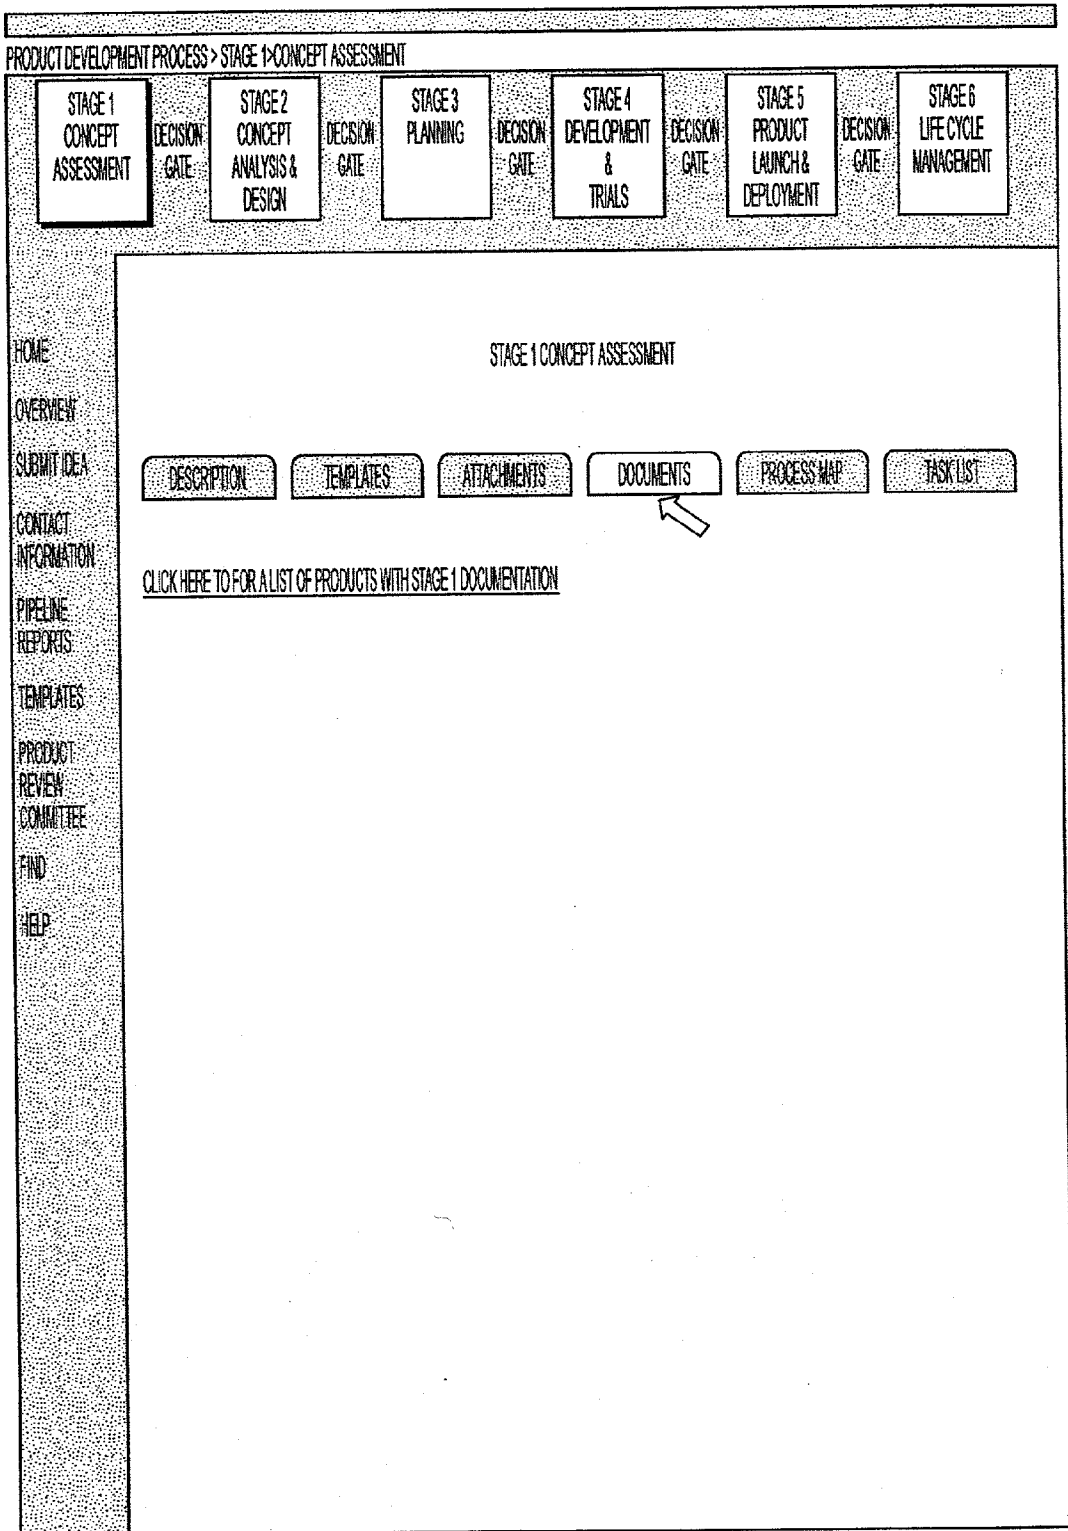 PRODUCT DEVELOPMENT PROCESS > STAGE 1>CONCEPT ASSESSMENT
STAGE 1
CONCEPT
ASSESSMENT
DECISION
GATE
STAGE 2
CONCEPT
ANALYSIS &
DESIGN
DECISION
GATE
STAGE 3
PLANNING
DECISION
GATE
STAGE 4
DEVELOPMENT
&
TRIALS
DECISION
GATE
STAGE 5
PRODUCT
LAUNCH &
DEPLOYMENT
DECISION
GATE
STAGE 6
LIFE CYCLE
MANAGEMENT
HOME
OVERVIEW
SUBMIT IDEA
CONTACT
INFORMATION
PIPELINE
REPORTS
TEMPLATES
PRODUCT
REVIEW
COMMITTEE
FIND
HELP
STAGE 1 CONCEPT ASSESSMENT
DESCRIPTION
TEMPLATES
ATTACHMENTS
DOCUMENTS
PROCESS MAP
TASK LIST
CLICK HERE TO FOR A LIST OF PRODUCTS WITH STAGE 1 DOCUMENTATION